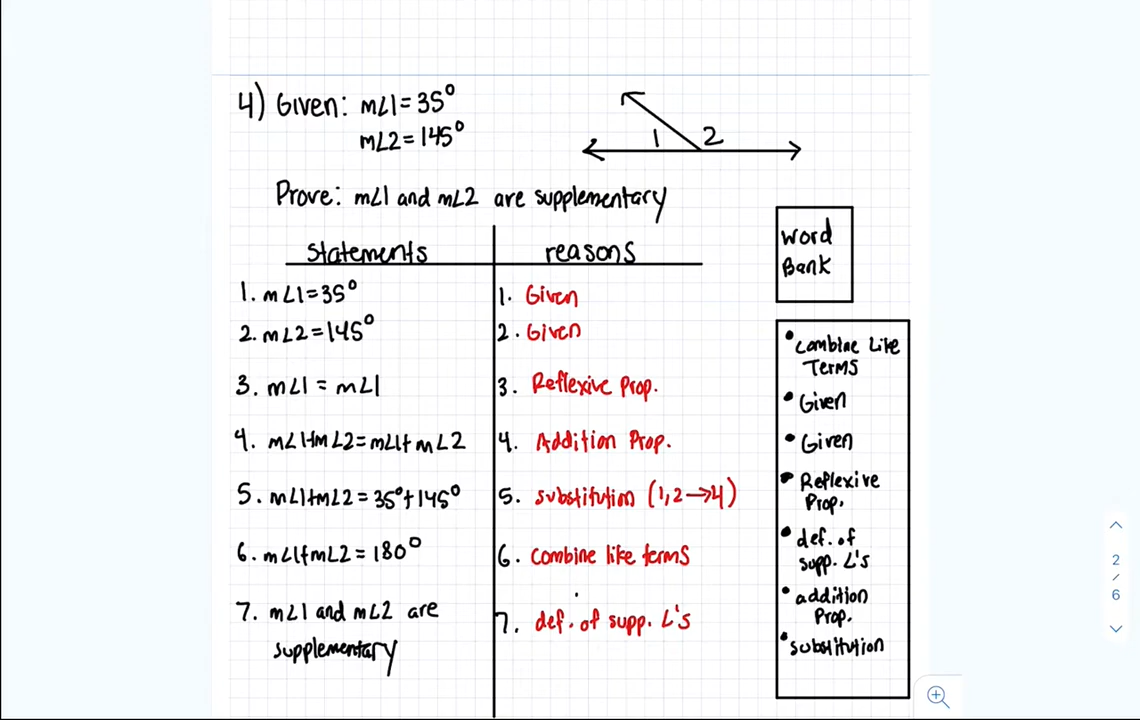 4) Given: m∠1 = 35°
m∠2 = 145°
1 2
Prove: m∠1 and m∠2 are supplementary
statements reasons
1. m∠1 = 35° 1. Given
2. m∠2 = 145° 2. Given
3. m∠1 = m∠1 3. Reflexive Prop.
4. m∠1+m∠2 = m∠1+m∠2 4. Addition Prop.
5. m∠1+m∠2 = 35°+145° 5. substitution (1,2→4)
6. m∠1+m∠2 = 180° 6. combine like terms
7. m∠1 and m∠2 are 7. def. of supp. ∠'s
supplementary
Word
Bank
• combine Like
Terms
• Given
• Given
• Reflexive
Prop.
• def. of
supp. ∠'s
• addition
Prop.
• substitution
2
/
6